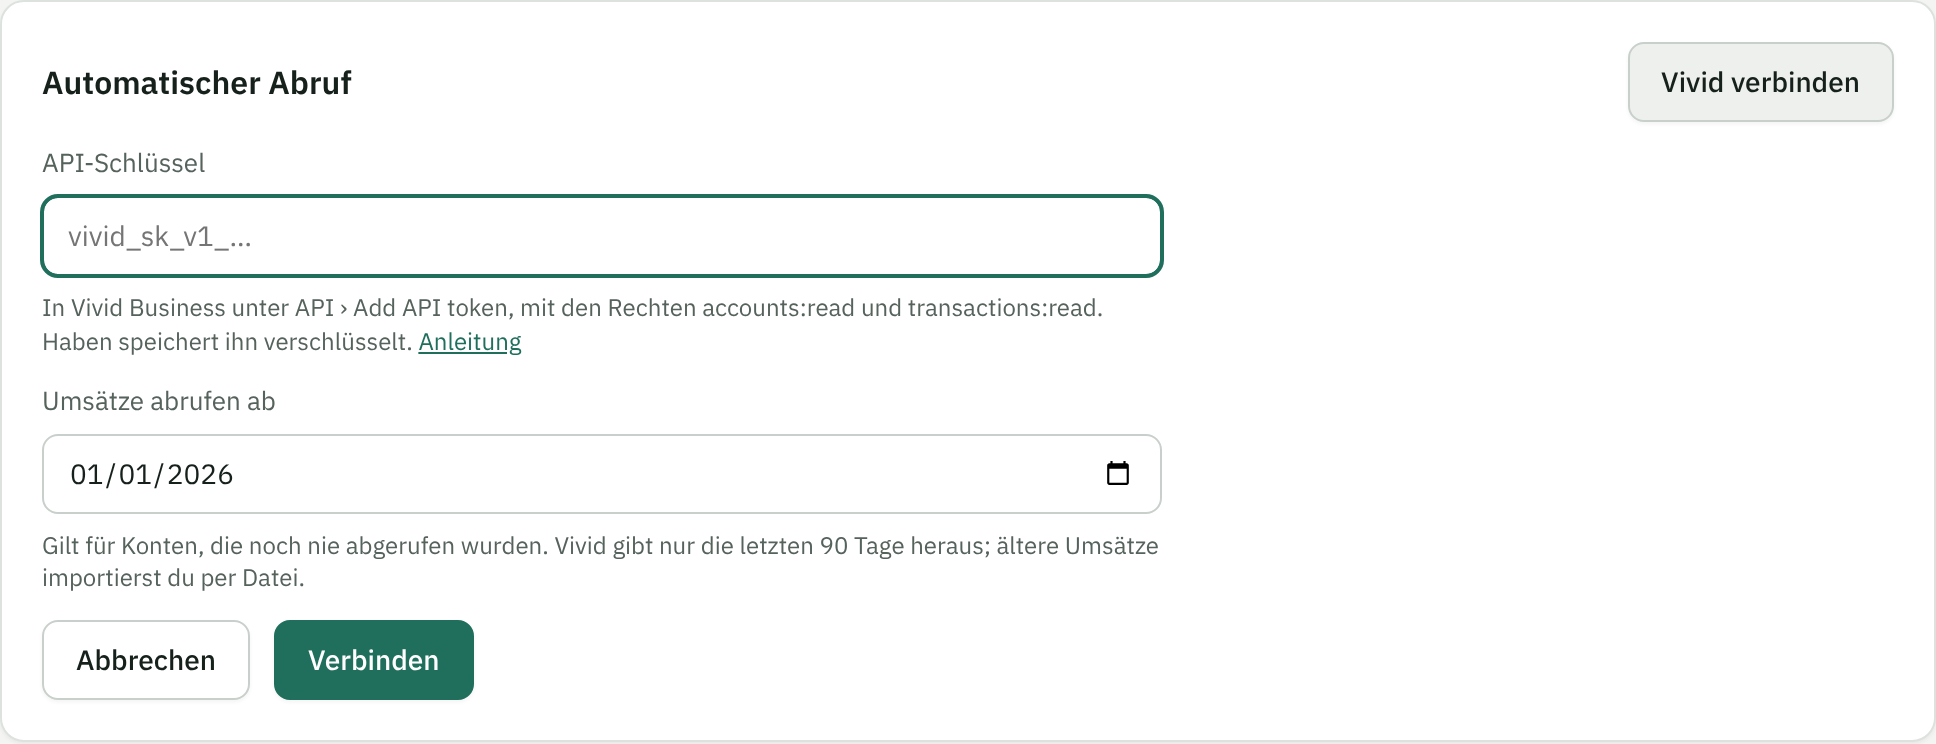 Automatischer Abruf
Vivid verbinden
API-Schlüssel
vivid_sk_v1_...
In Vivid Business unter API › Add API token, mit den Rechten accounts:read und transactions:read.
Haben speichert ihn verschlüsselt. Anleitung
Umsätze abrufen ab
01/01/2026
Gilt für Konten, die noch nie abgerufen wurden. Vivid gibt nur die letzten 90 Tage heraus; ältere Umsätze
importierst du per Datei.
Abbrechen
Verbinden